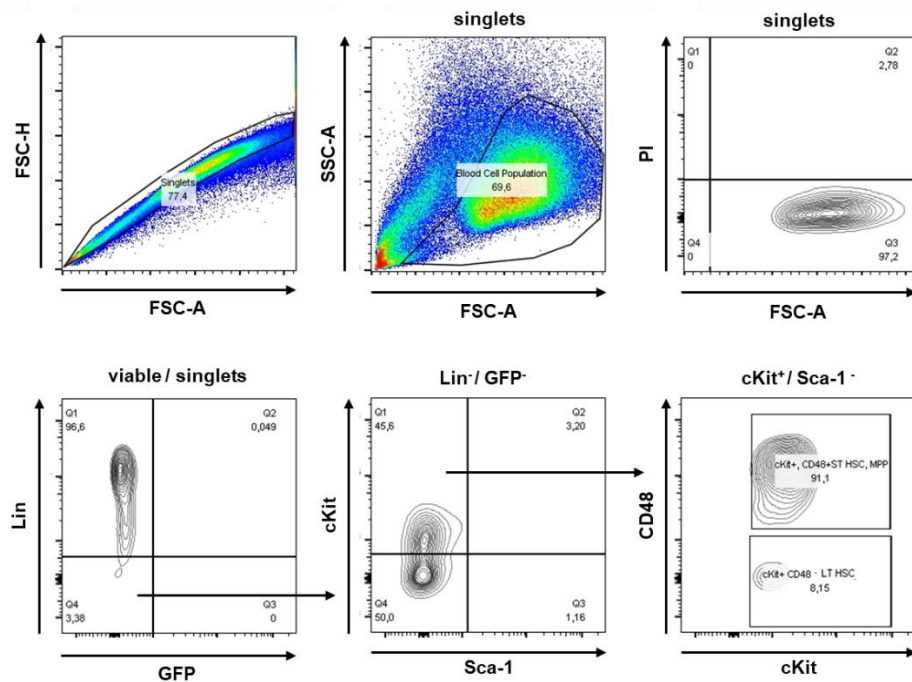 singlets
singlets
FSC-H
Singlets
77,4
FSC-A
SSC-A
Blood Cell Population
69,6
FSC-A
PI
Q1
0
Q2
2,78
Q4
0
Q3
97,2
FSC-A
viable / singlets
Lin
Q1
96,6
Q2
0,049
Q4
3,38
Q3
0
GFP
Lin⁻/ GFP⁻
cKit
Q1
45,6
Q2
3,20
Q4
50,0
Q3
1,16
Sca-1
cKit⁺/ Sca-1 ⁻
CD48
cKit+, CD48+ST HSC, MPP
91,1
cKit+ CD48 - LT HSC
8,15
cKit